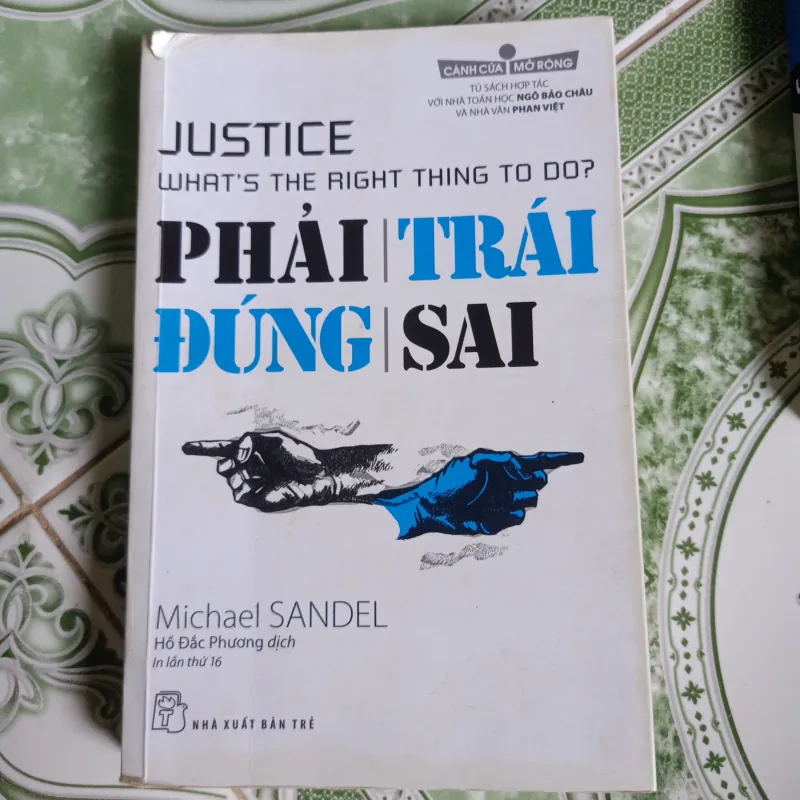 CÁNH CỬA MỞ RỘNG
TỦ SÁCH HỢP TÁC
VỚI NHÀ TOÁN HỌC NGÔ BẢO CHÂU
VÀ NHÀ VĂN PHAN VIỆT
JUSTICE
WHAT'S THE RIGHT THING TO DO?
PHẢI TRÁI
ĐÚNG SAI
Michael SANDEL
Hồ Đắc Phương dịch
In lần thứ 16
NHÀ XUẤT BẢN TRẺ